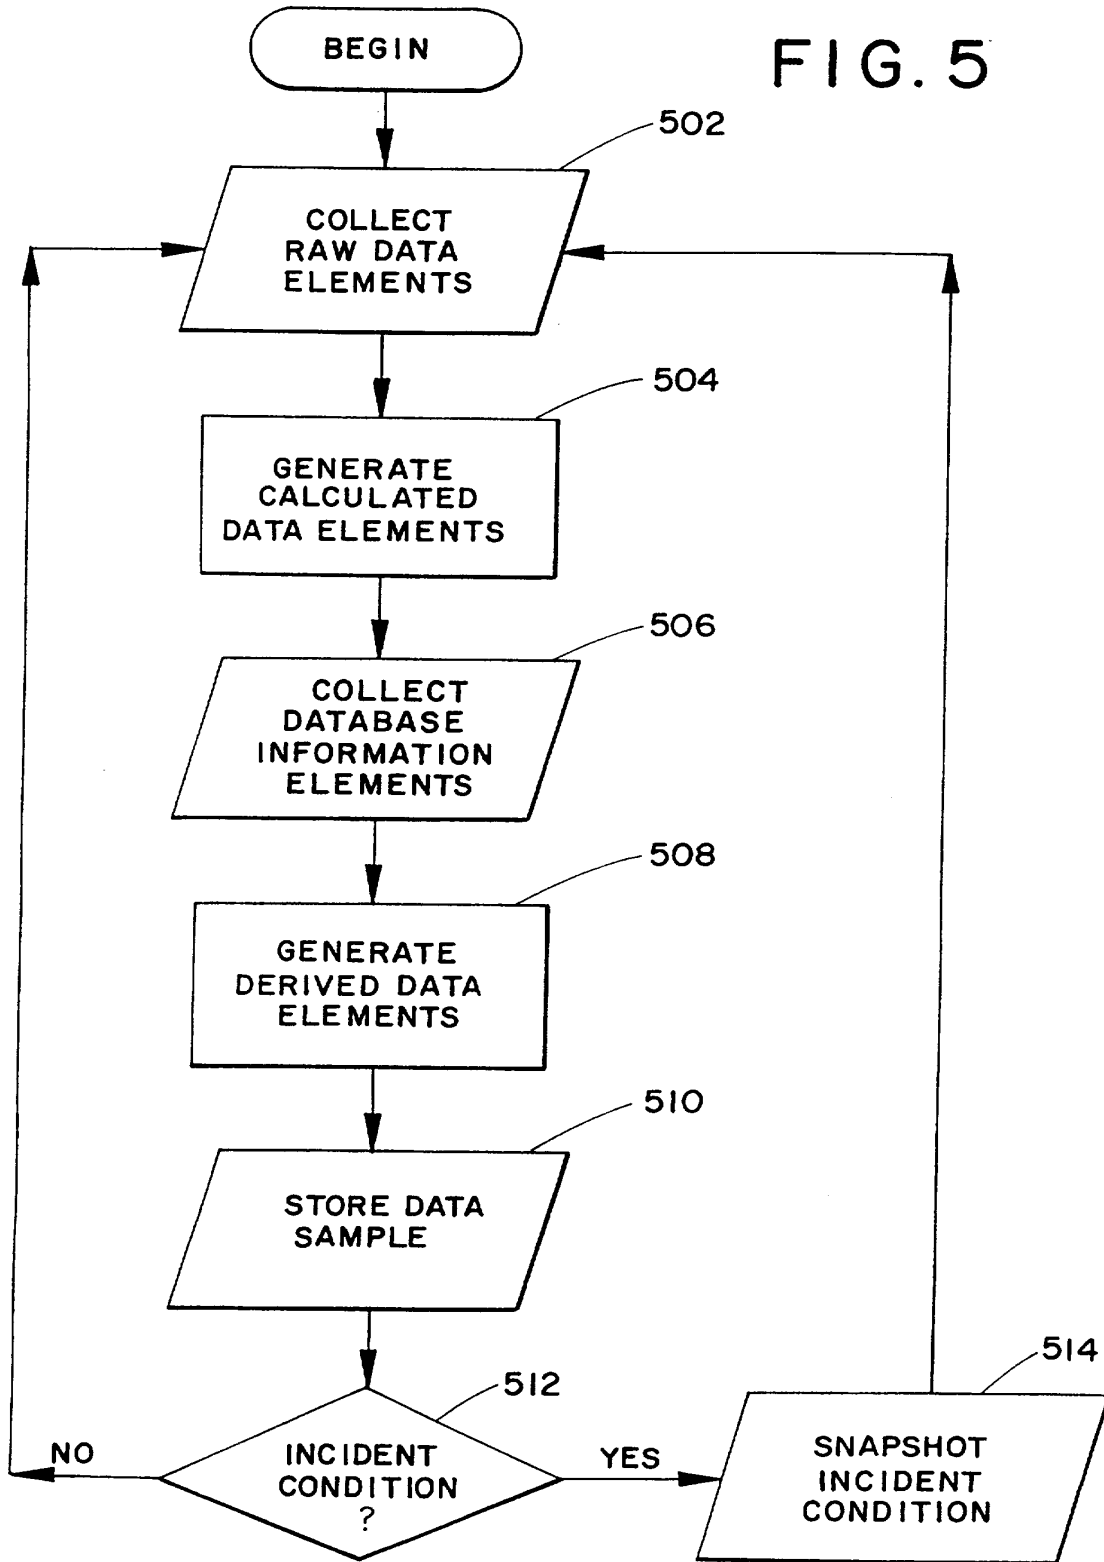 BEGIN
FIG. 5
502
COLLECT
RAW DATA
ELEMENTS
504
GENERATE
CALCULATED
DATA ELEMENTS
506
COLLECT
DATABASE
INFORMATION
ELEMENTS
508
GENERATE
DERIVED DATA
ELEMENTS
510
STORE DATA
SAMPLE
512
INCIDENT
CONDITION
?
NO
YES
514
SNAPSHOT
INCIDENT
CONDITION